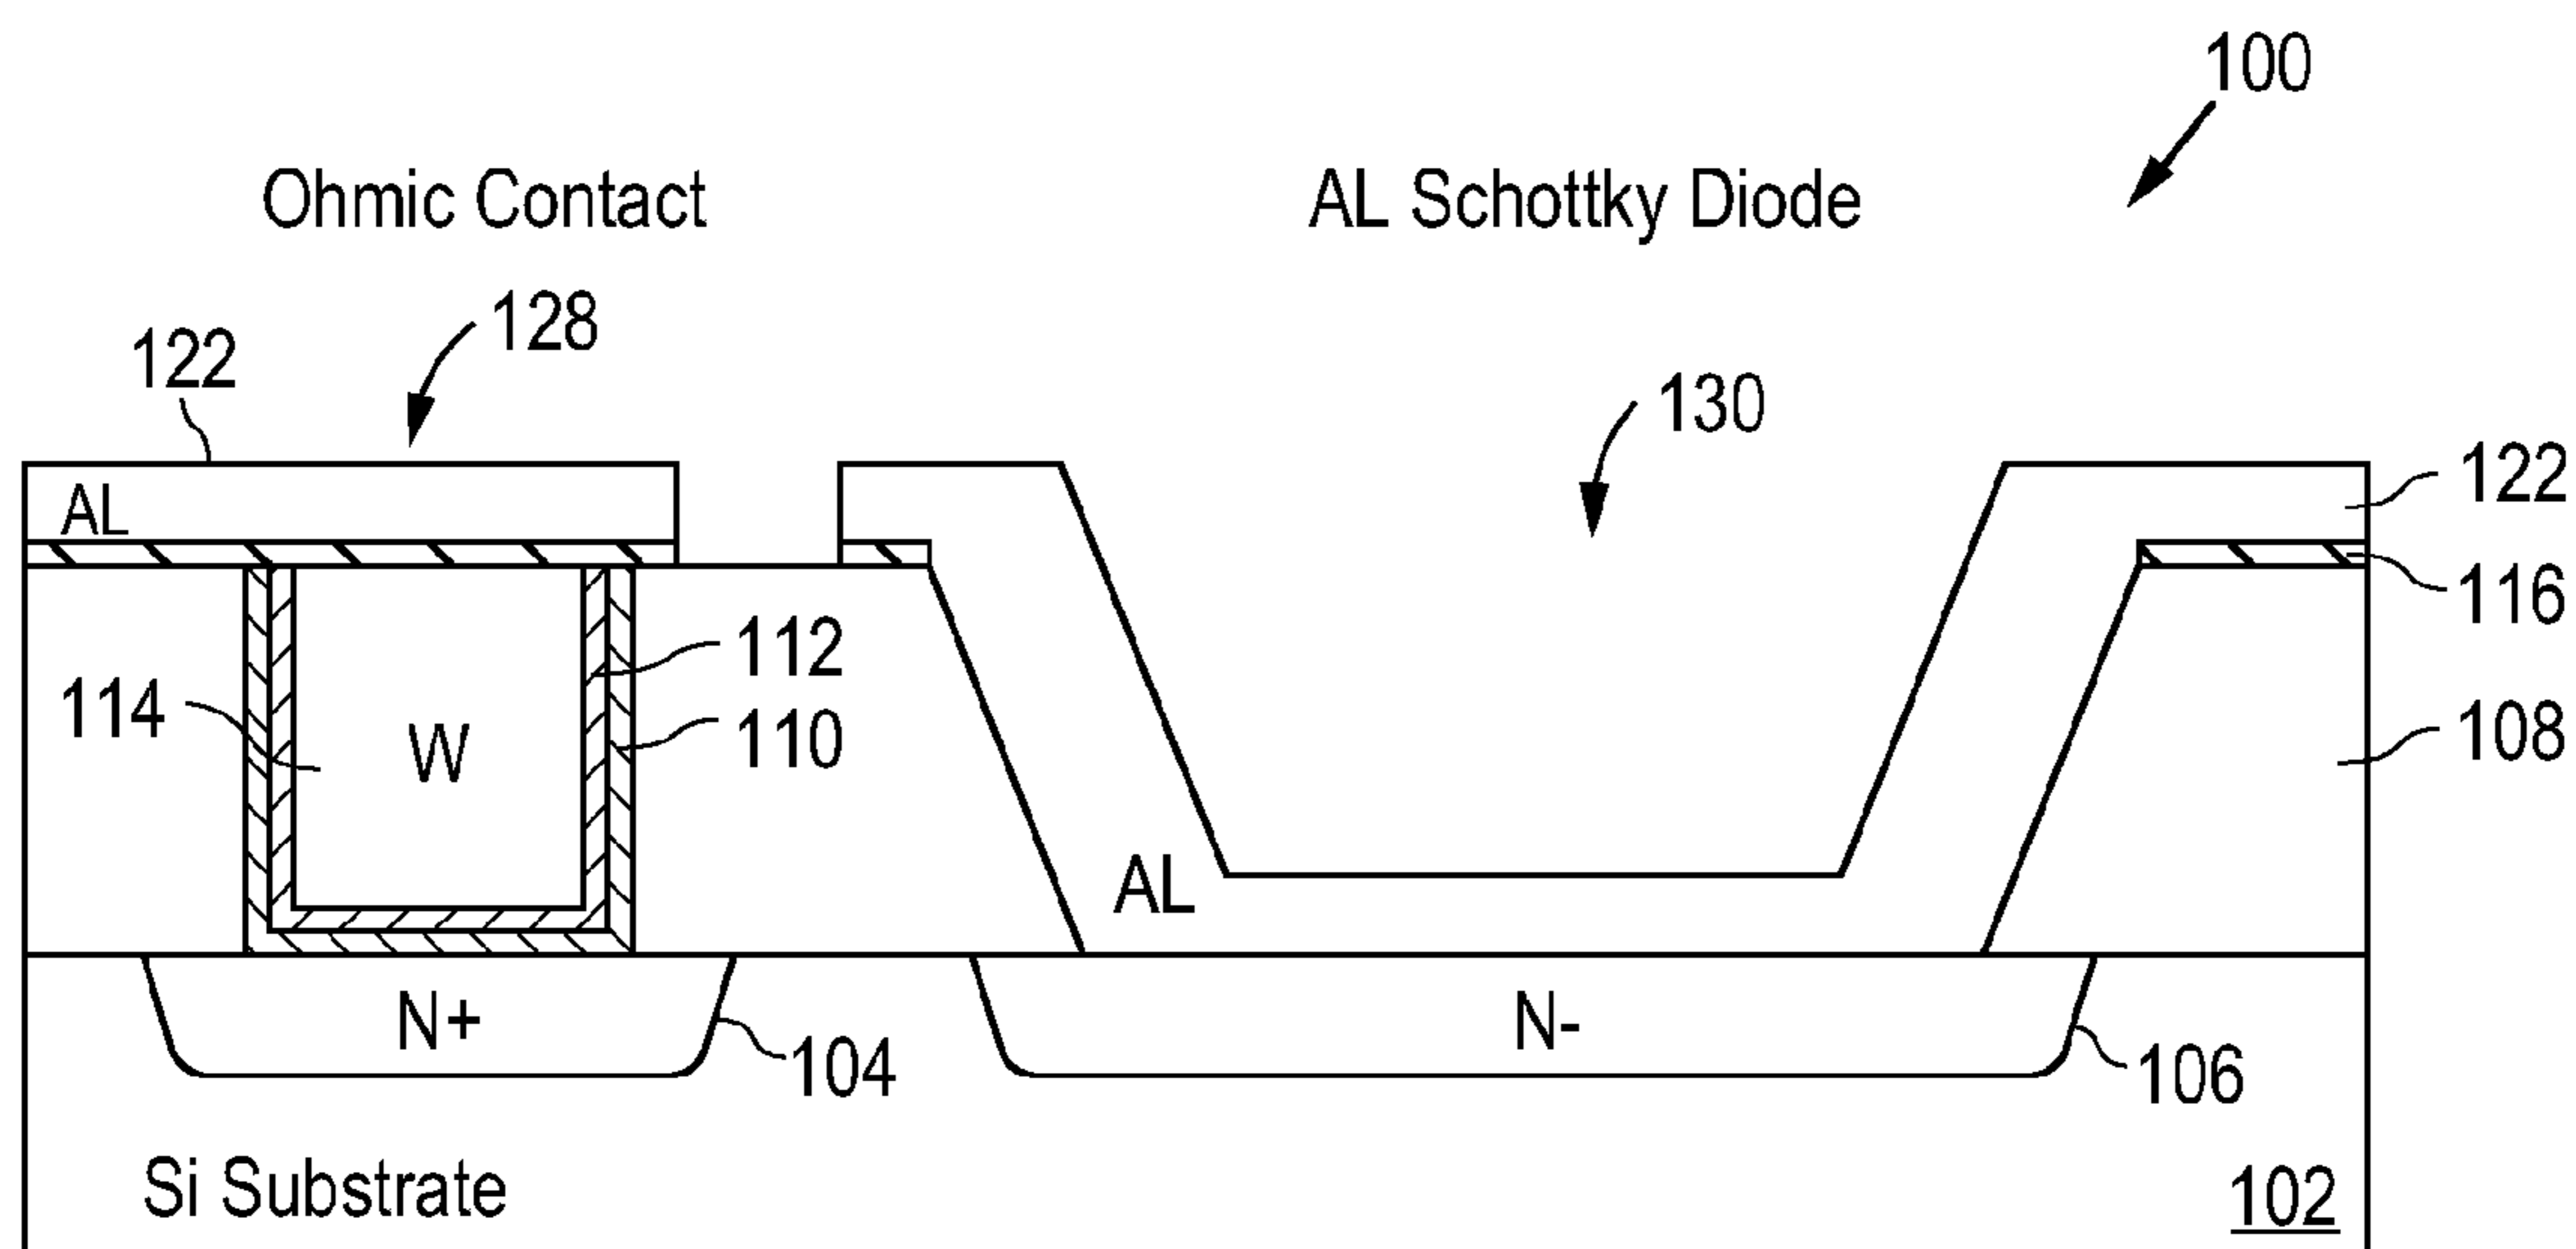 100
Ohmic Contact
AL Schottky Diode
128
122
130
AL
122
116
112
114
W
110
108
AL
N+
N-
104
106
Si Substrate
102